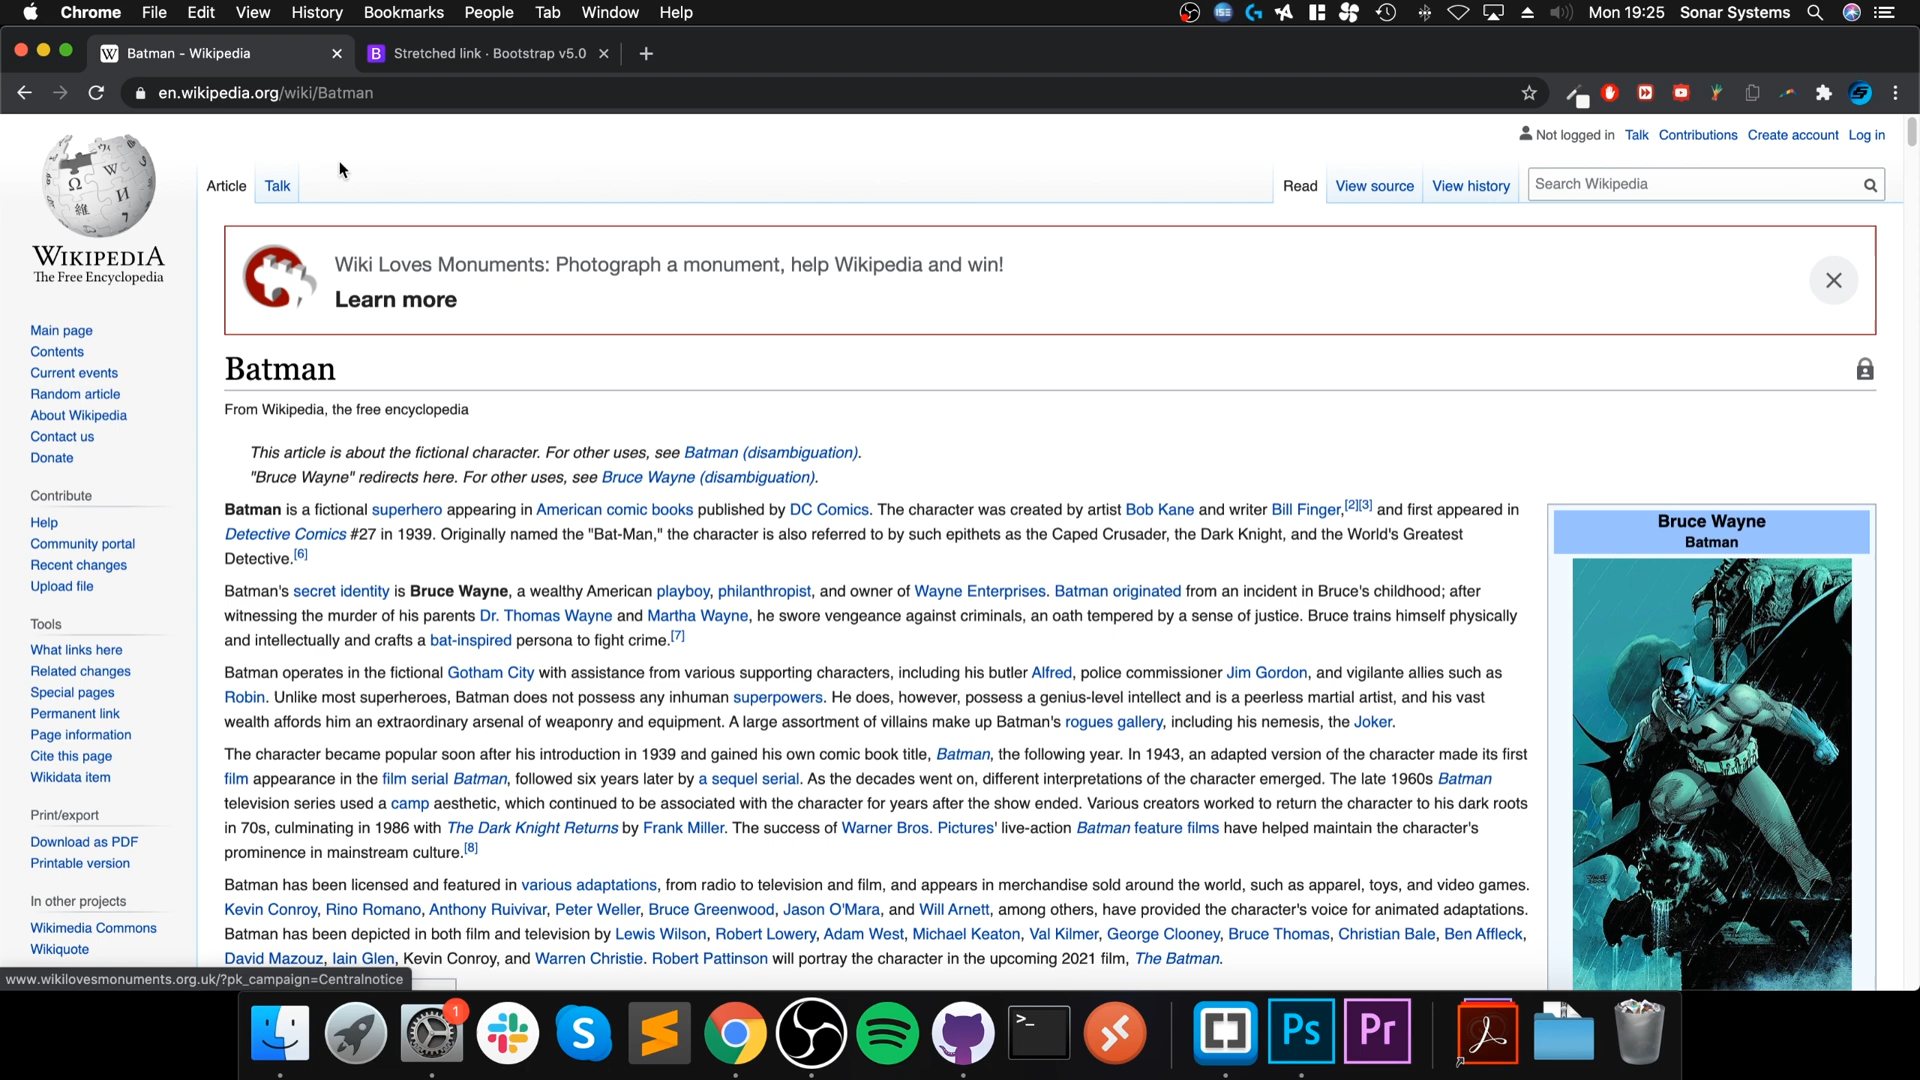 Chrome File Edit View History Bookmarks People Tab Window Help
Mon 19:25 Sonar Systems
W Batman - Wikipedia
B Stretched link · Bootstrap v5.0
en.wikipedia.org/wiki/Batman
Not logged in Talk Contributions Create account Log in
Article Talk
Read View source View history
Search Wikipedia
WIKIPEDIA
The Free Encyclopedia
Wiki Loves Monuments: Photograph a monument, help Wikipedia and win!
Learn more
Main page
Contents
Current events
Random article
About Wikipedia
Contact us
Donate
Contribute
Help
Community portal
Recent changes
Upload file
Tools
What links here
Related changes
Special pages
Permanent link
Page information
Cite this page
Wikidata item
Print/export
Download as PDF
Printable version
In other projects
Wikimedia Commons
Wikiquote
Batman
From Wikipedia, the free encyclopedia
This article is about the fictional character. For other uses, see Batman (disambiguation).
"Bruce Wayne" redirects here. For other uses, see Bruce Wayne (disambiguation).
Batman is a fictional superhero appearing in American comic books published by DC Comics. The character was created by artist Bob Kane and writer Bill Finger,[2][3] and first appeared in
Detective Comics #27 in 1939. Originally named the "Bat-Man," the character is also referred to by such epithets as the Caped Crusader, the Dark Knight, and the World's Greatest
Detective.[6]
Batman's secret identity is Bruce Wayne, a wealthy American playboy, philanthropist, and owner of Wayne Enterprises. Batman originated from an incident in Bruce's childhood; after
witnessing the murder of his parents Dr. Thomas Wayne and Martha Wayne, he swore vengeance against criminals, an oath tempered by a sense of justice. Bruce trains himself physically
and intellectually and crafts a bat-inspired persona to fight crime.[7]
Batman operates in the fictional Gotham City with assistance from various supporting characters, including his butler Alfred, police commissioner Jim Gordon, and vigilante allies such as
Robin. Unlike most superheroes, Batman does not possess any inhuman superpowers. He does, however, possess a genius-level intellect and is a peerless martial artist, and his vast
wealth affords him an extraordinary arsenal of weaponry and equipment. A large assortment of villains make up Batman's rogues gallery, including his nemesis, the Joker.
The character became popular soon after his introduction in 1939 and gained his own comic book title, Batman, the following year. In 1943, an adapted version of the character made its first
film appearance in the film serial Batman, followed six years later by a sequel serial. As the decades went on, different interpretations of the character emerged. The late 1960s Batman
television series used a camp aesthetic, which continued to be associated with the character for years after the show ended. Various creators worked to return the character to his dark roots
in 70s, culminating in 1986 with The Dark Knight Returns by Frank Miller. The success of Warner Bros. Pictures' live-action Batman feature films have helped maintain the character's
prominence in mainstream culture.[8]
Batman has been licensed and featured in various adaptations, from radio to television and film, and appears in merchandise sold around the world, such as apparel, toys, and video games.
Kevin Conroy, Rino Romano, Anthony Ruivivar, Peter Weller, Bruce Greenwood, Jason O'Mara, and Will Arnett, among others, have provided the character's voice for animated adaptations.
Batman has been depicted in both film and television by Lewis Wilson, Robert Lowery, Adam West, Michael Keaton, Val Kilmer, George Clooney, Bruce Thomas, Christian Bale, Ben Affleck,
David Mazouz, Iain Glen, Kevin Conroy, and Warren Christie. Robert Pattinson will portray the character in the upcoming 2021 film, The Batman.
Bruce Wayne
Batman
www.wikilovesmonuments.org.uk/?pk_campaign=Centralnotice
1
S
>_
Ps
Pr